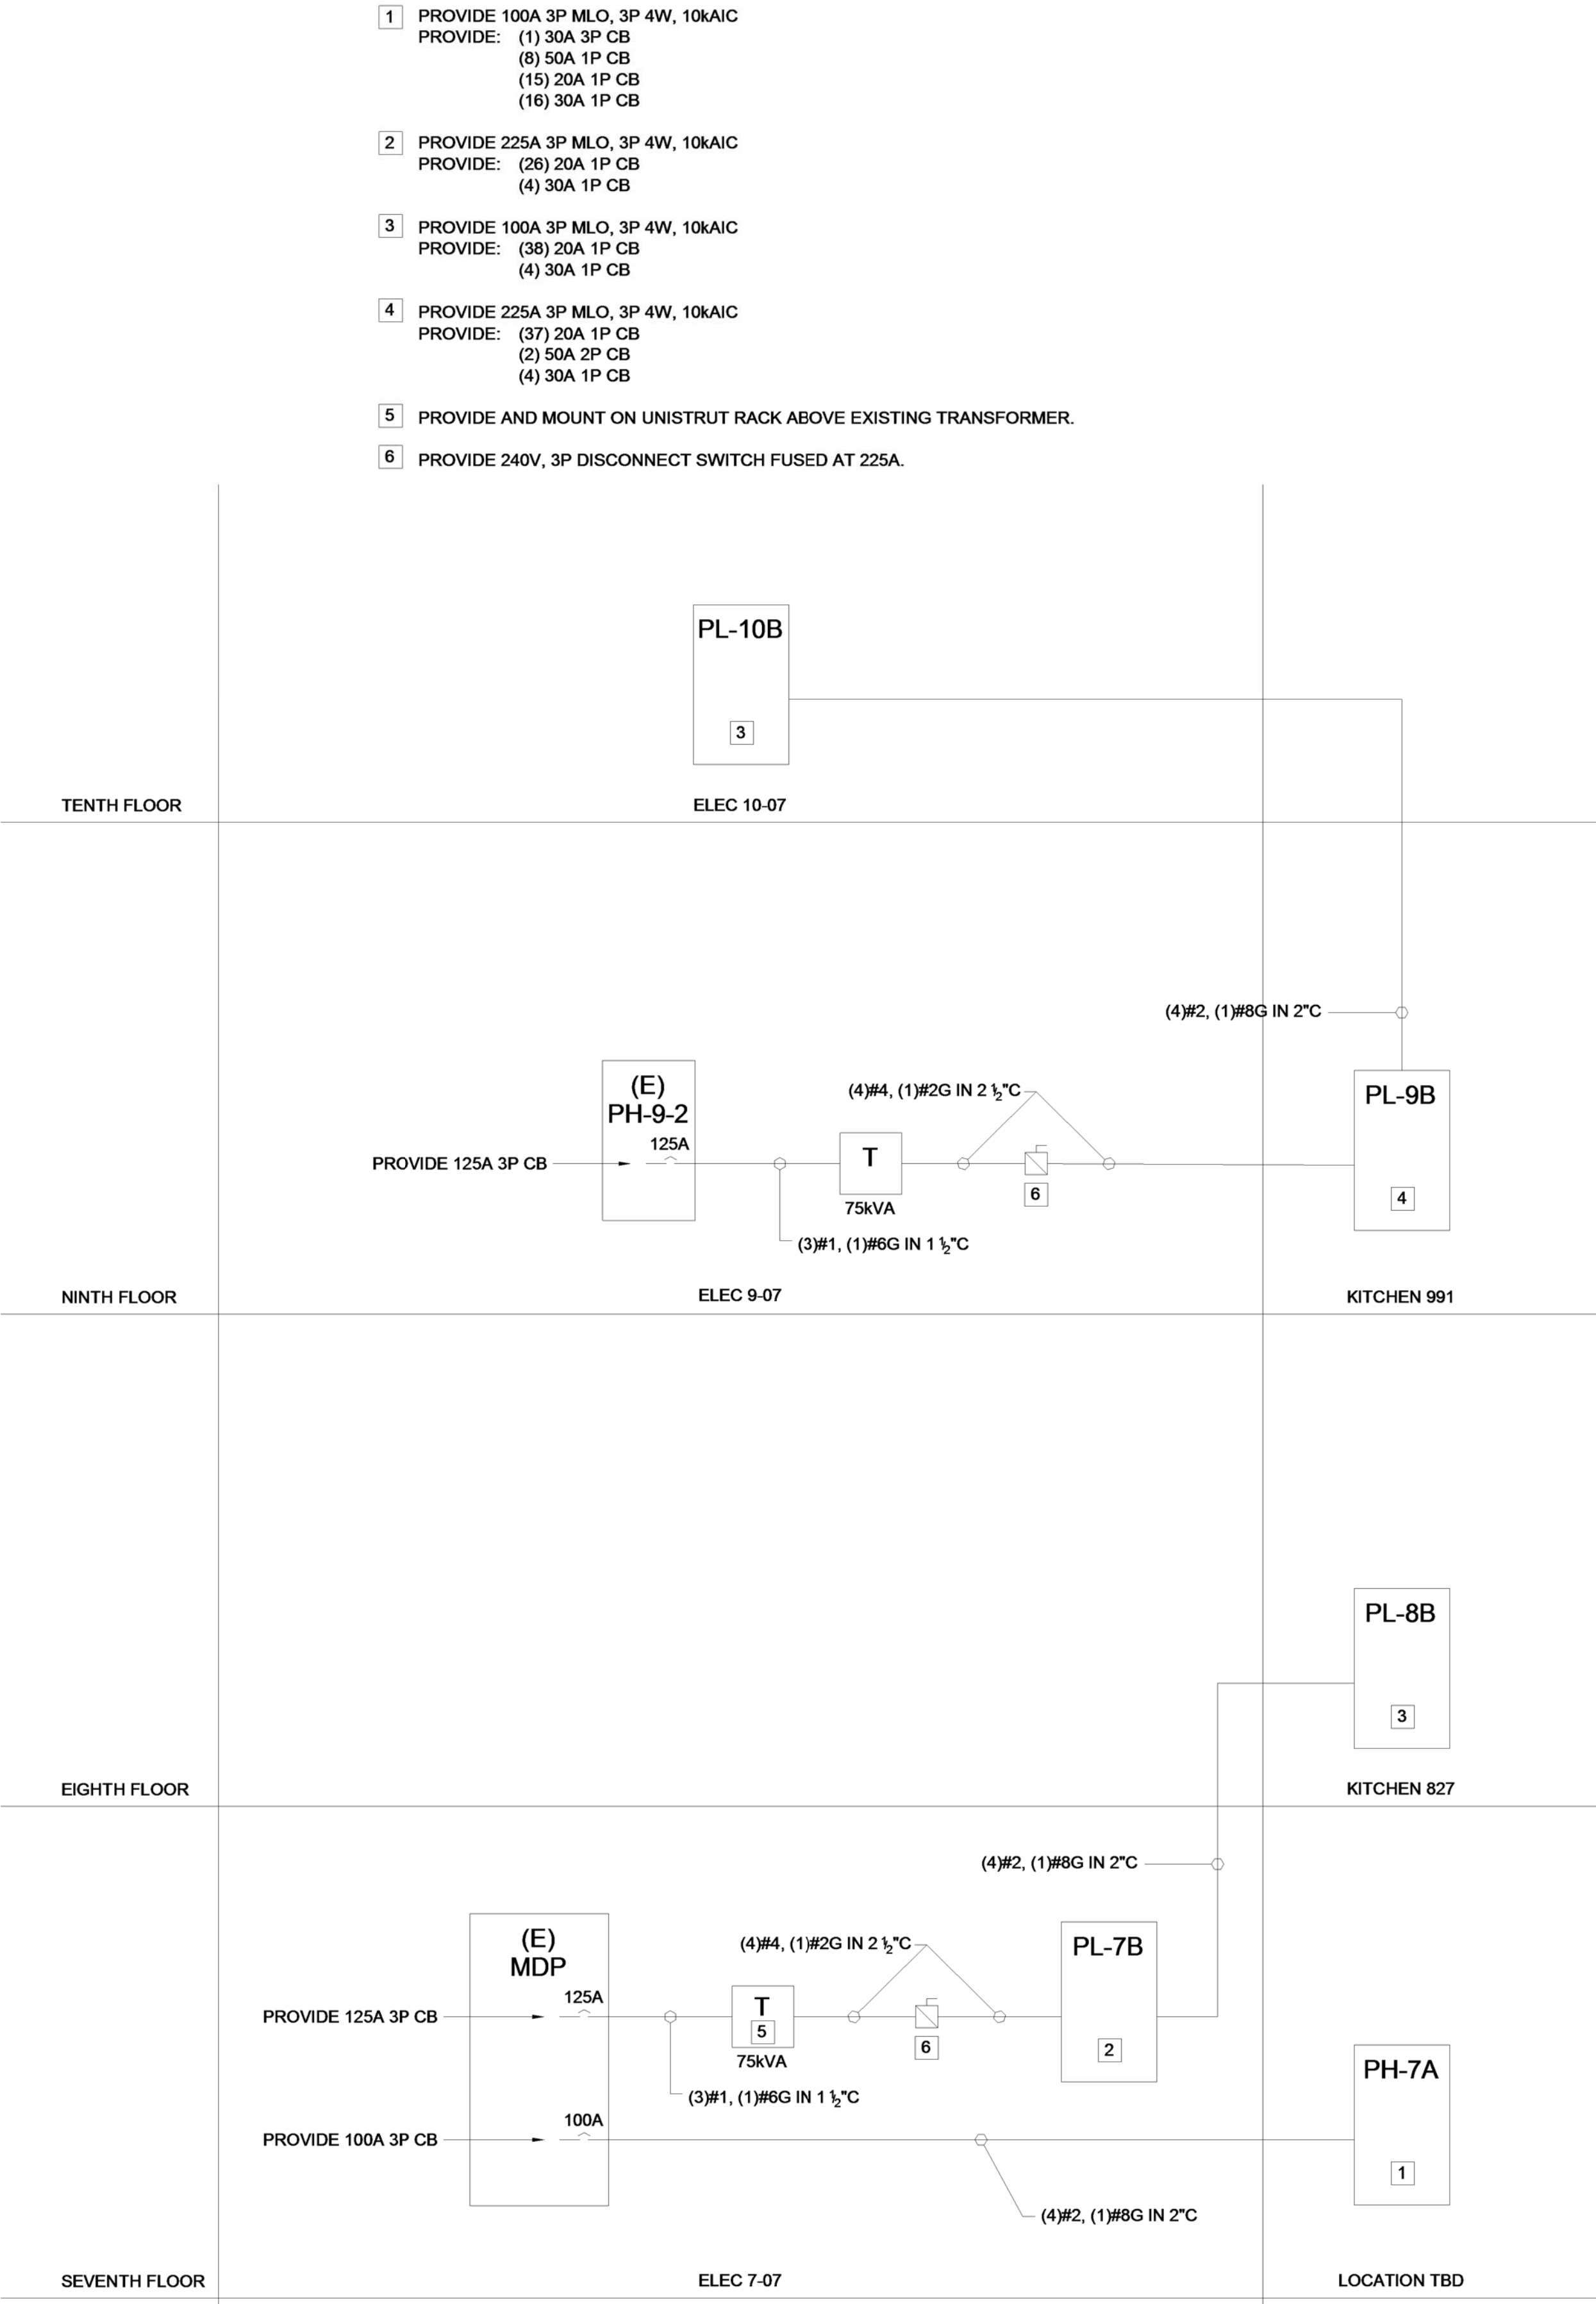 1 PROVIDE 100A 3P MLO, 3P 4W, 10kAIC
PROVIDE: (1) 30A 3P CB
(8) 50A 1P CB
(15) 20A 1P CB
(16) 30A 1P CB
2 PROVIDE 225A 3P MLO, 3P 4W, 10kAIC
PROVIDE: (26) 20A 1P CB
(4) 30A 1P CB
3 PROVIDE 100A 3P MLO, 3P 4W, 10kAIC
PROVIDE: (38) 20A 1P CB
(4) 30A 1P CB
4 PROVIDE 225A 3P MLO, 3P 4W, 10kAIC
PROVIDE: (37) 20A 1P CB
(2) 50A 2P CB
(4) 30A 1P CB
5 PROVIDE AND MOUNT ON UNISTRUT RACK ABOVE EXISTING TRANSFORMER.
6 PROVIDE 240V, 3P DISCONNECT SWITCH FUSED AT 225A.
PL-10B
3
TENTH FLOOR
ELEC 10-07
(4)#2, (1)#8G IN 2"C
(E)
PH-9-2
125A
PROVIDE 125A 3P CB
(4)#4, (1)#2G IN 2 ½"C
T
75kVA
6
(3)#1, (1)#6G IN 1 ½"C
PL-9B
4
NINTH FLOOR
ELEC 9-07
KITCHEN 991
PL-8B
3
EIGHTH FLOOR
KITCHEN 827
(4)#2, (1)#8G IN 2"C
(E)
MDP
125A
PROVIDE 125A 3P CB
(4)#4, (1)#2G IN 2 ½"C
T
5
75kVA
6
(3)#1, (1)#6G IN 1 ½"C
PL-7B
2
100A
PROVIDE 100A 3P CB
(4)#2, (1)#8G IN 2"C
PH-7A
1
SEVENTH FLOOR
ELEC 7-07
LOCATION TBD